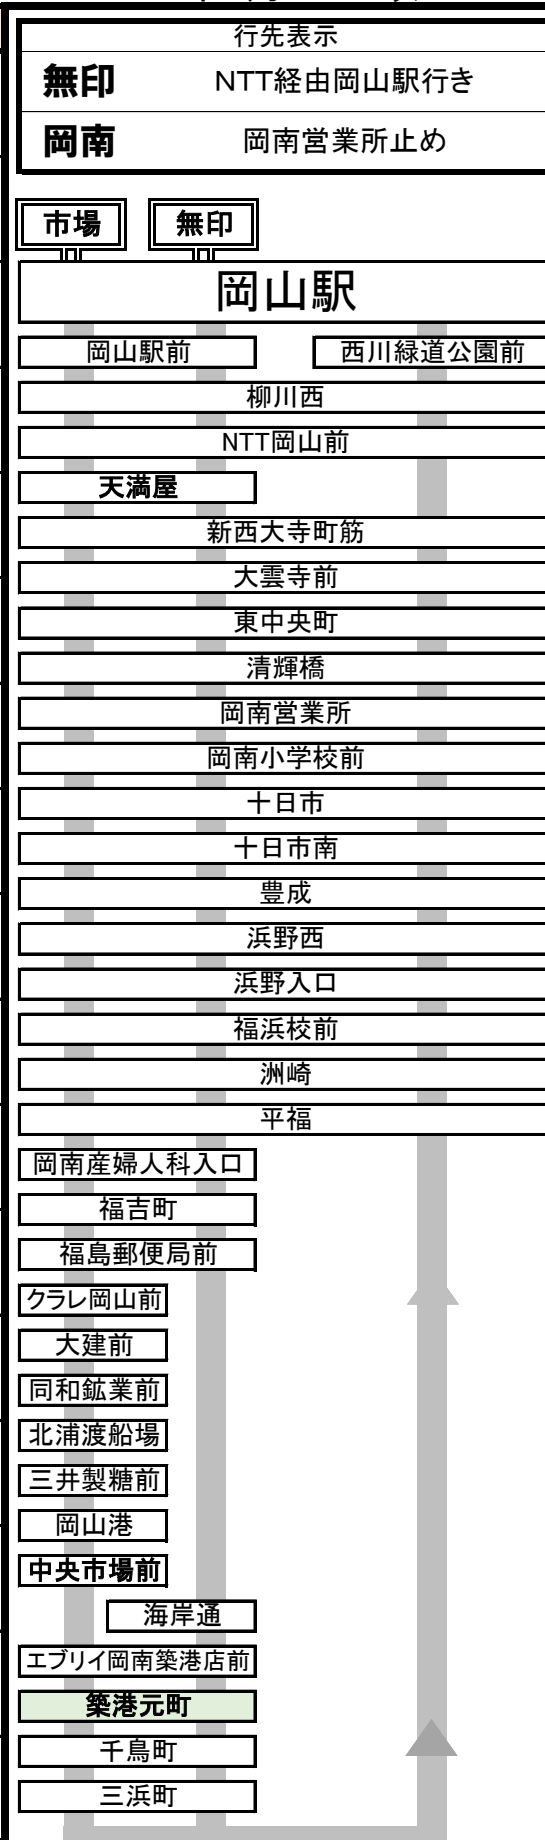 行先表示
無印 NTT経由岡山駅行き
岡南 岡南営業所止め
市場 無印
岡山駅
岡山駅前 西川緑道公園前
柳川西
NTT岡山前
天満屋
新西大寺町筋
大雲寺前
東中央町
清輝橋
岡南営業所
岡南小学校前
十日市
十日市南
豊成
浜野西
浜野入口
福浜校前
洲崎
平福
岡南産婦人科入口
福吉町
福島郵便局前
クラレ岡山前
大建前
同和鉱業前
北浦渡船場
三井製糖前
岡山港
中央市場前
海岸通
エブリイ岡南築港店前
築港元町
千鳥町
三浜町